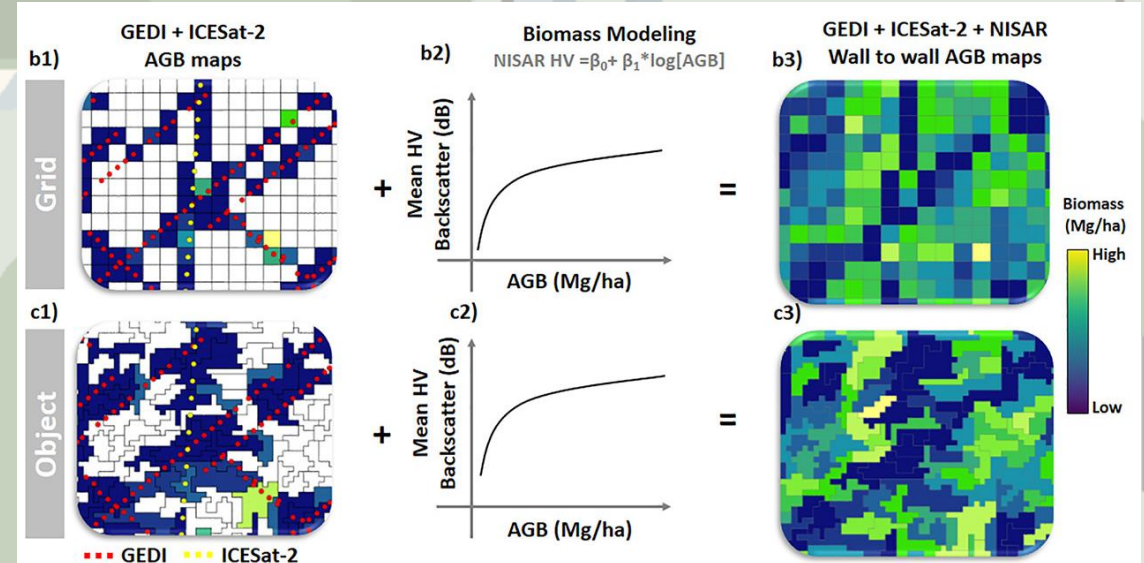 GEDI + ICESat-2
AGB maps
b1)
b2)
Biomass Modeling
NISAR HV =β₀+ β₁*log[AGB]
GEDI + ICESat-2 + NISAR
Wall to wall AGB maps
b3)
Grid
+
Mean HV
Backscatter (dB)
AGB (Mg/ha)
=
Biomass
(Mg/ha)
High
Low
c1)
c2)
c3)
Object
+
Mean HV
Backscatter (dB)
AGB (Mg/ha)
=
GEDI
ICESat-2